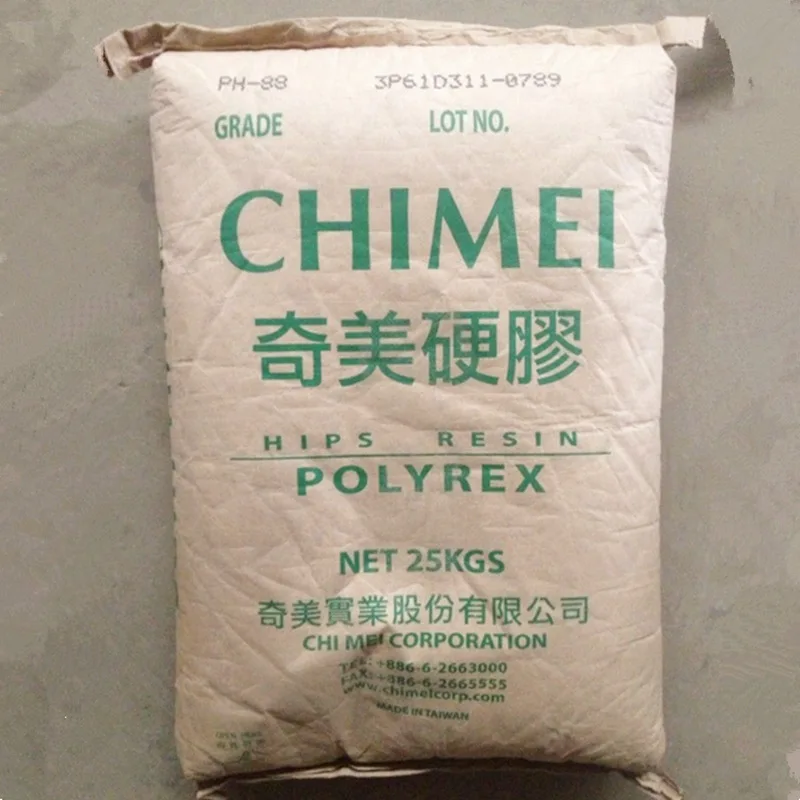 PH-88 3P61D311-0789
GRADE LOT NO.
CHIMEI
奇美硬膠
HIPS RESIN
POLYREX
NET 25KGS
奇美實業股份有限公司
CHI MEI CORPORATION
TEL: +886-6-2663000
FAX: +886-6-2665555
www.chimeicorp.com
MADE IN TAIWAN
OPEN HERE